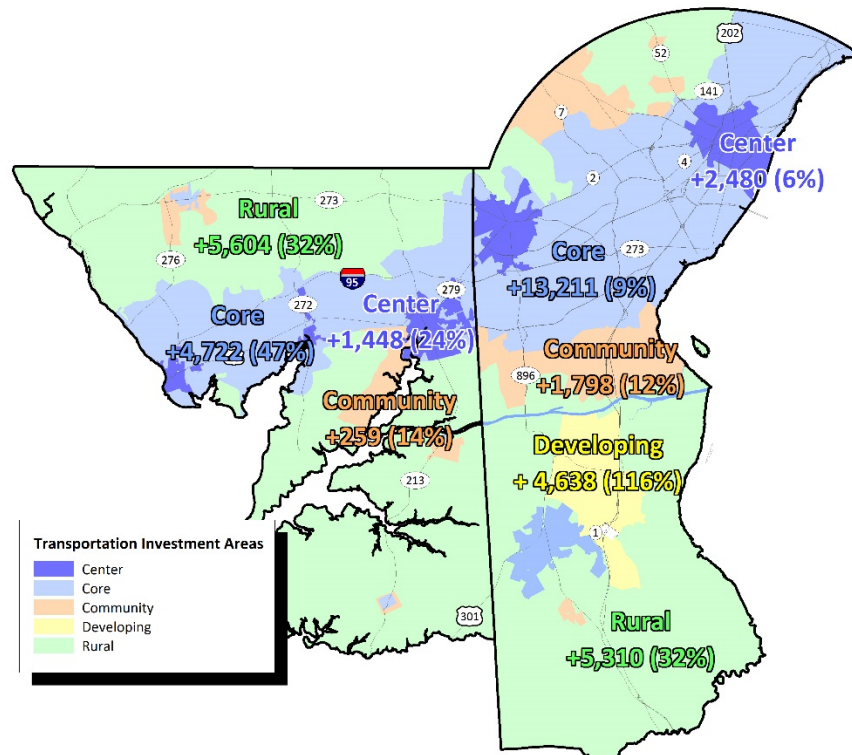 202
52
141
7
Center
4
+2,480 (6%)
2
Rural
273
+5,604 (32%)
276
Core
273
+13,211 (9%)
95
279
272
Center
Core
+1,448 (24%)
+4,722 (47%)
Community
896
+1,798 (12%)
Community
+259 (14%)
Developing
+ 4,638 (116%)
213
1
Transportation Investment Areas
Center
Core
Community
Developing
Rural
301
Rural
+5,310 (32%)